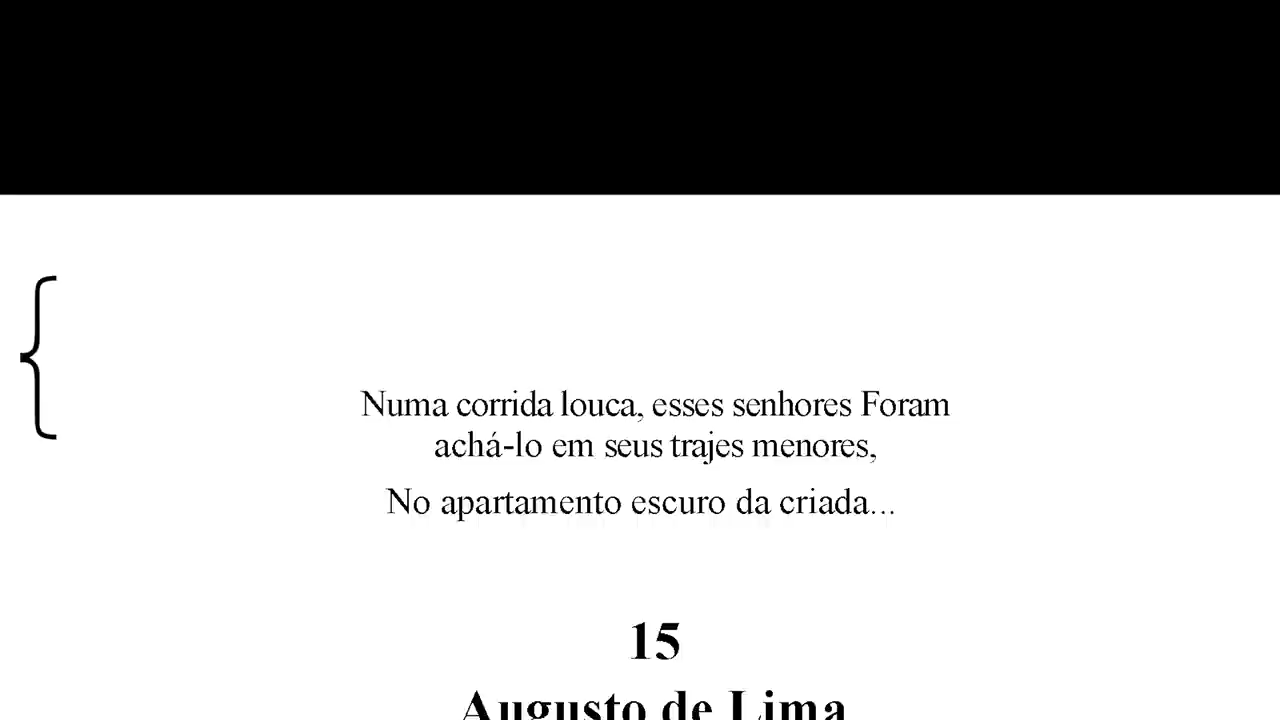 Numa corrida louca, esses senhores Foram
achá-lo em seus trajes menores,
No apartamento escuro da criada...
15
Augusto de Lima